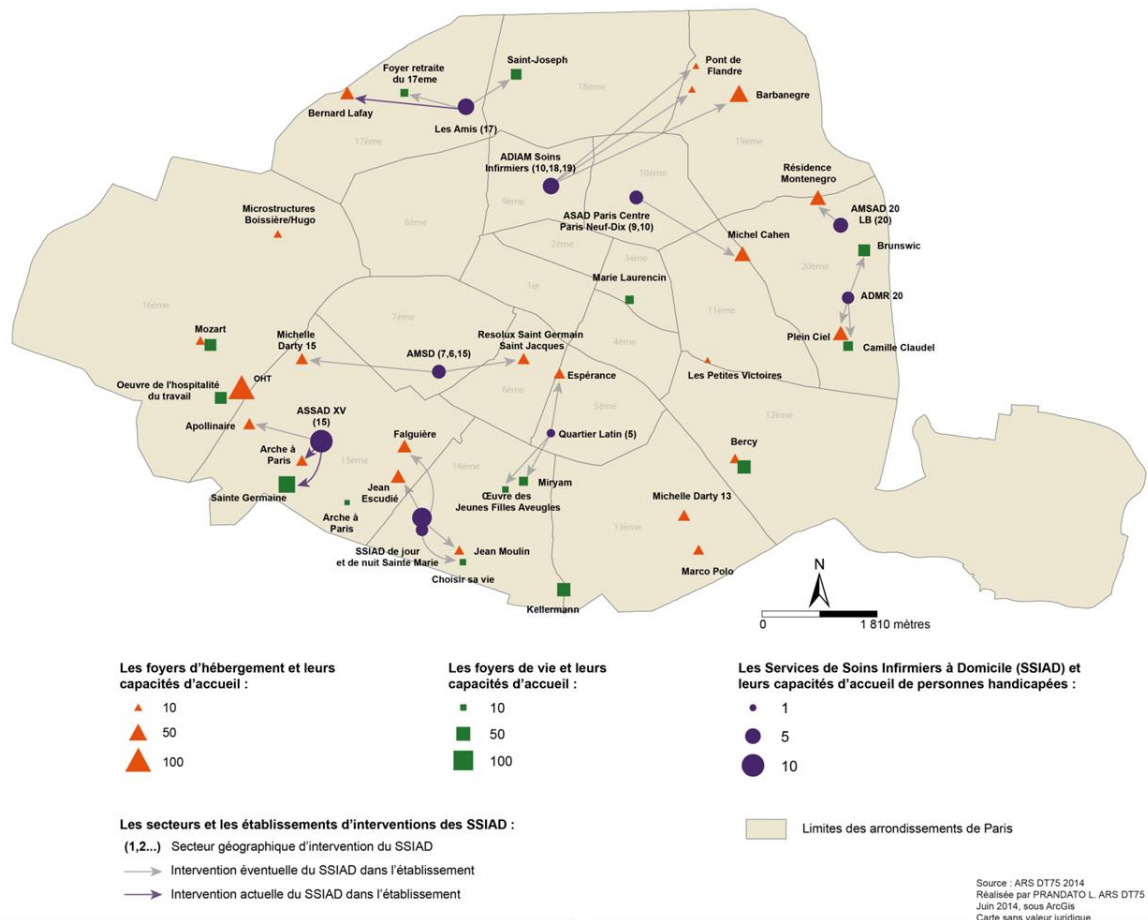 Saint-Joseph
Foyer retraite
du 17eme
Bernard Lafay
Les Amis (17)
17ème
18ème
Pont de
Flandre
Barbanegre
19ème
ADIAM Soins
Infirmiers (10,18,19)
9ème
10ème
Résidence
Montenegro
AMSAD 20
LB (20)
Brunswic
Microstructures
Boissière/Hugo
8ème
ASAD Paris Centre
Paris Neuf-Dix (9,10)
2ème
3ème
Michel Cahen
20ème
ADMR 20
Marie Laurencin
1er
11ème
16ème
7ème
4ème
Mozart
Michelle
Darty 15
AMSD (7,6,15)
Resolux Saint Germain
Saint Jacques
Plein Ciel
Camille Claudel
Les Petites Victoires
OHT
Oeuvre de l'hospitalité
du travail
Espérance
6ème
5ème
12ème
Apollinaire
ASSAD XV
(15)
Falguière
Quartier Latin (5)
Arche à
Paris
15ème
14ème
Bercy
Sainte Germaine
Jean
Escudié
Miryam
Œuvre des
Jeunes Filles Aveugles
Michelle Darty 13
13ème
Arche à
Paris
SSIAD de jour
et de nuit Sainte Marie
Jean Moulin
Choisir sa vie
Marco Polo
Kellermann
N
0 1 810 mètres
Les foyers d'hébergement et leurs
capacités d'accueil :
10
50
100
Les foyers de vie et leurs
capacités d'accueil :
10
50
100
Les Services de Soins Infirmiers à Domicile (SSIAD) et
leurs capacités d'accueil de personnes handicapées :
1
5
10
Les secteurs et les établissements d'interventions des SSIAD :
(1,2...) Secteur géographique d'intervention du SSIAD
Intervention éventuelle du SSIAD dans l'établissement
Intervention actuelle du SSIAD dans l'établissement
Limites des arrondissements de Paris
Source : ARS DT75 2014
Réalisée par PRANDATO L. ARS DT75
Juin 2014, sous ArcGis
Carte sans valeur juridique